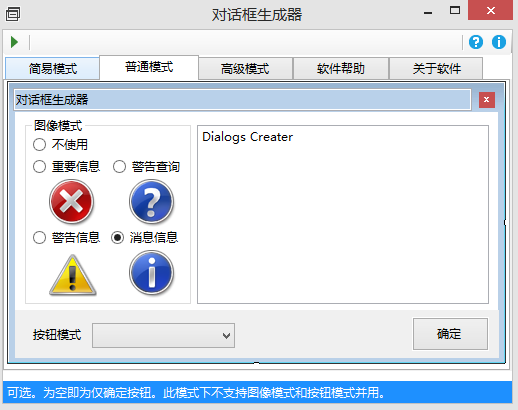 对话框生成器
简易模式 普通模式 高级模式 软件帮助 关于软件
对话框生成器
图像模式
不使用
重要信息 警告查询
警告信息 消息信息
Dialogs Creater
按钮模式 确定
可选。为空即为仅确定按钮。此模式下不支持图像模式和按钮模式并用。